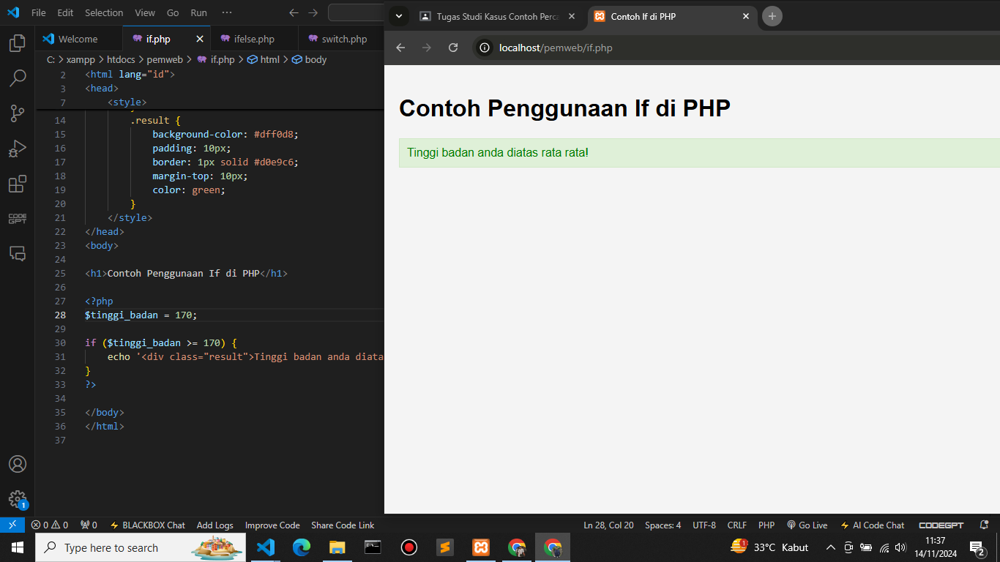 File Edit Selection View Go Run ···
Welcome if.php ifelse.php switch.php
C: > xampp > htdocs > pemweb > if.php > html > body
2 <html lang="id">
3 <head>
7 <style>
14 .result {
15 background-color: #dff0d8;
16 padding: 10px;
17 border: 1px solid #d0e9c6;
18 margin-top: 10px;
19 color: green;
20 }
21 </style>
22 </head>
23 <body>
24
25 <h1>Contoh Penggunaan If di PHP</h1>
26
27 <?php
28 $tinggi_badan = 170;
29
30 if ($tinggi_badan >= 170) {
31 echo '<div class="result">Tinggi badan anda diata
32 }
33 ?>
34
35 </body>
36 </html>
37
CODE
GPT
1
Tugas Studi Kasus Contoh Perca
Contoh If di PHP
localhost/pemweb/if.php
Contoh Penggunaan If di PHP
Tinggi badan anda diatas rata rata!
0 0 0 BLACKBOX Chat Add Logs Improve Code Share Code Link Ln 28, Col 20 Spaces: 4 UTF-8 CRLF PHP Go Live AI Code Chat CODEGPT
Type here to search
1 33°C Kabut
11:37
14/11/2024
2